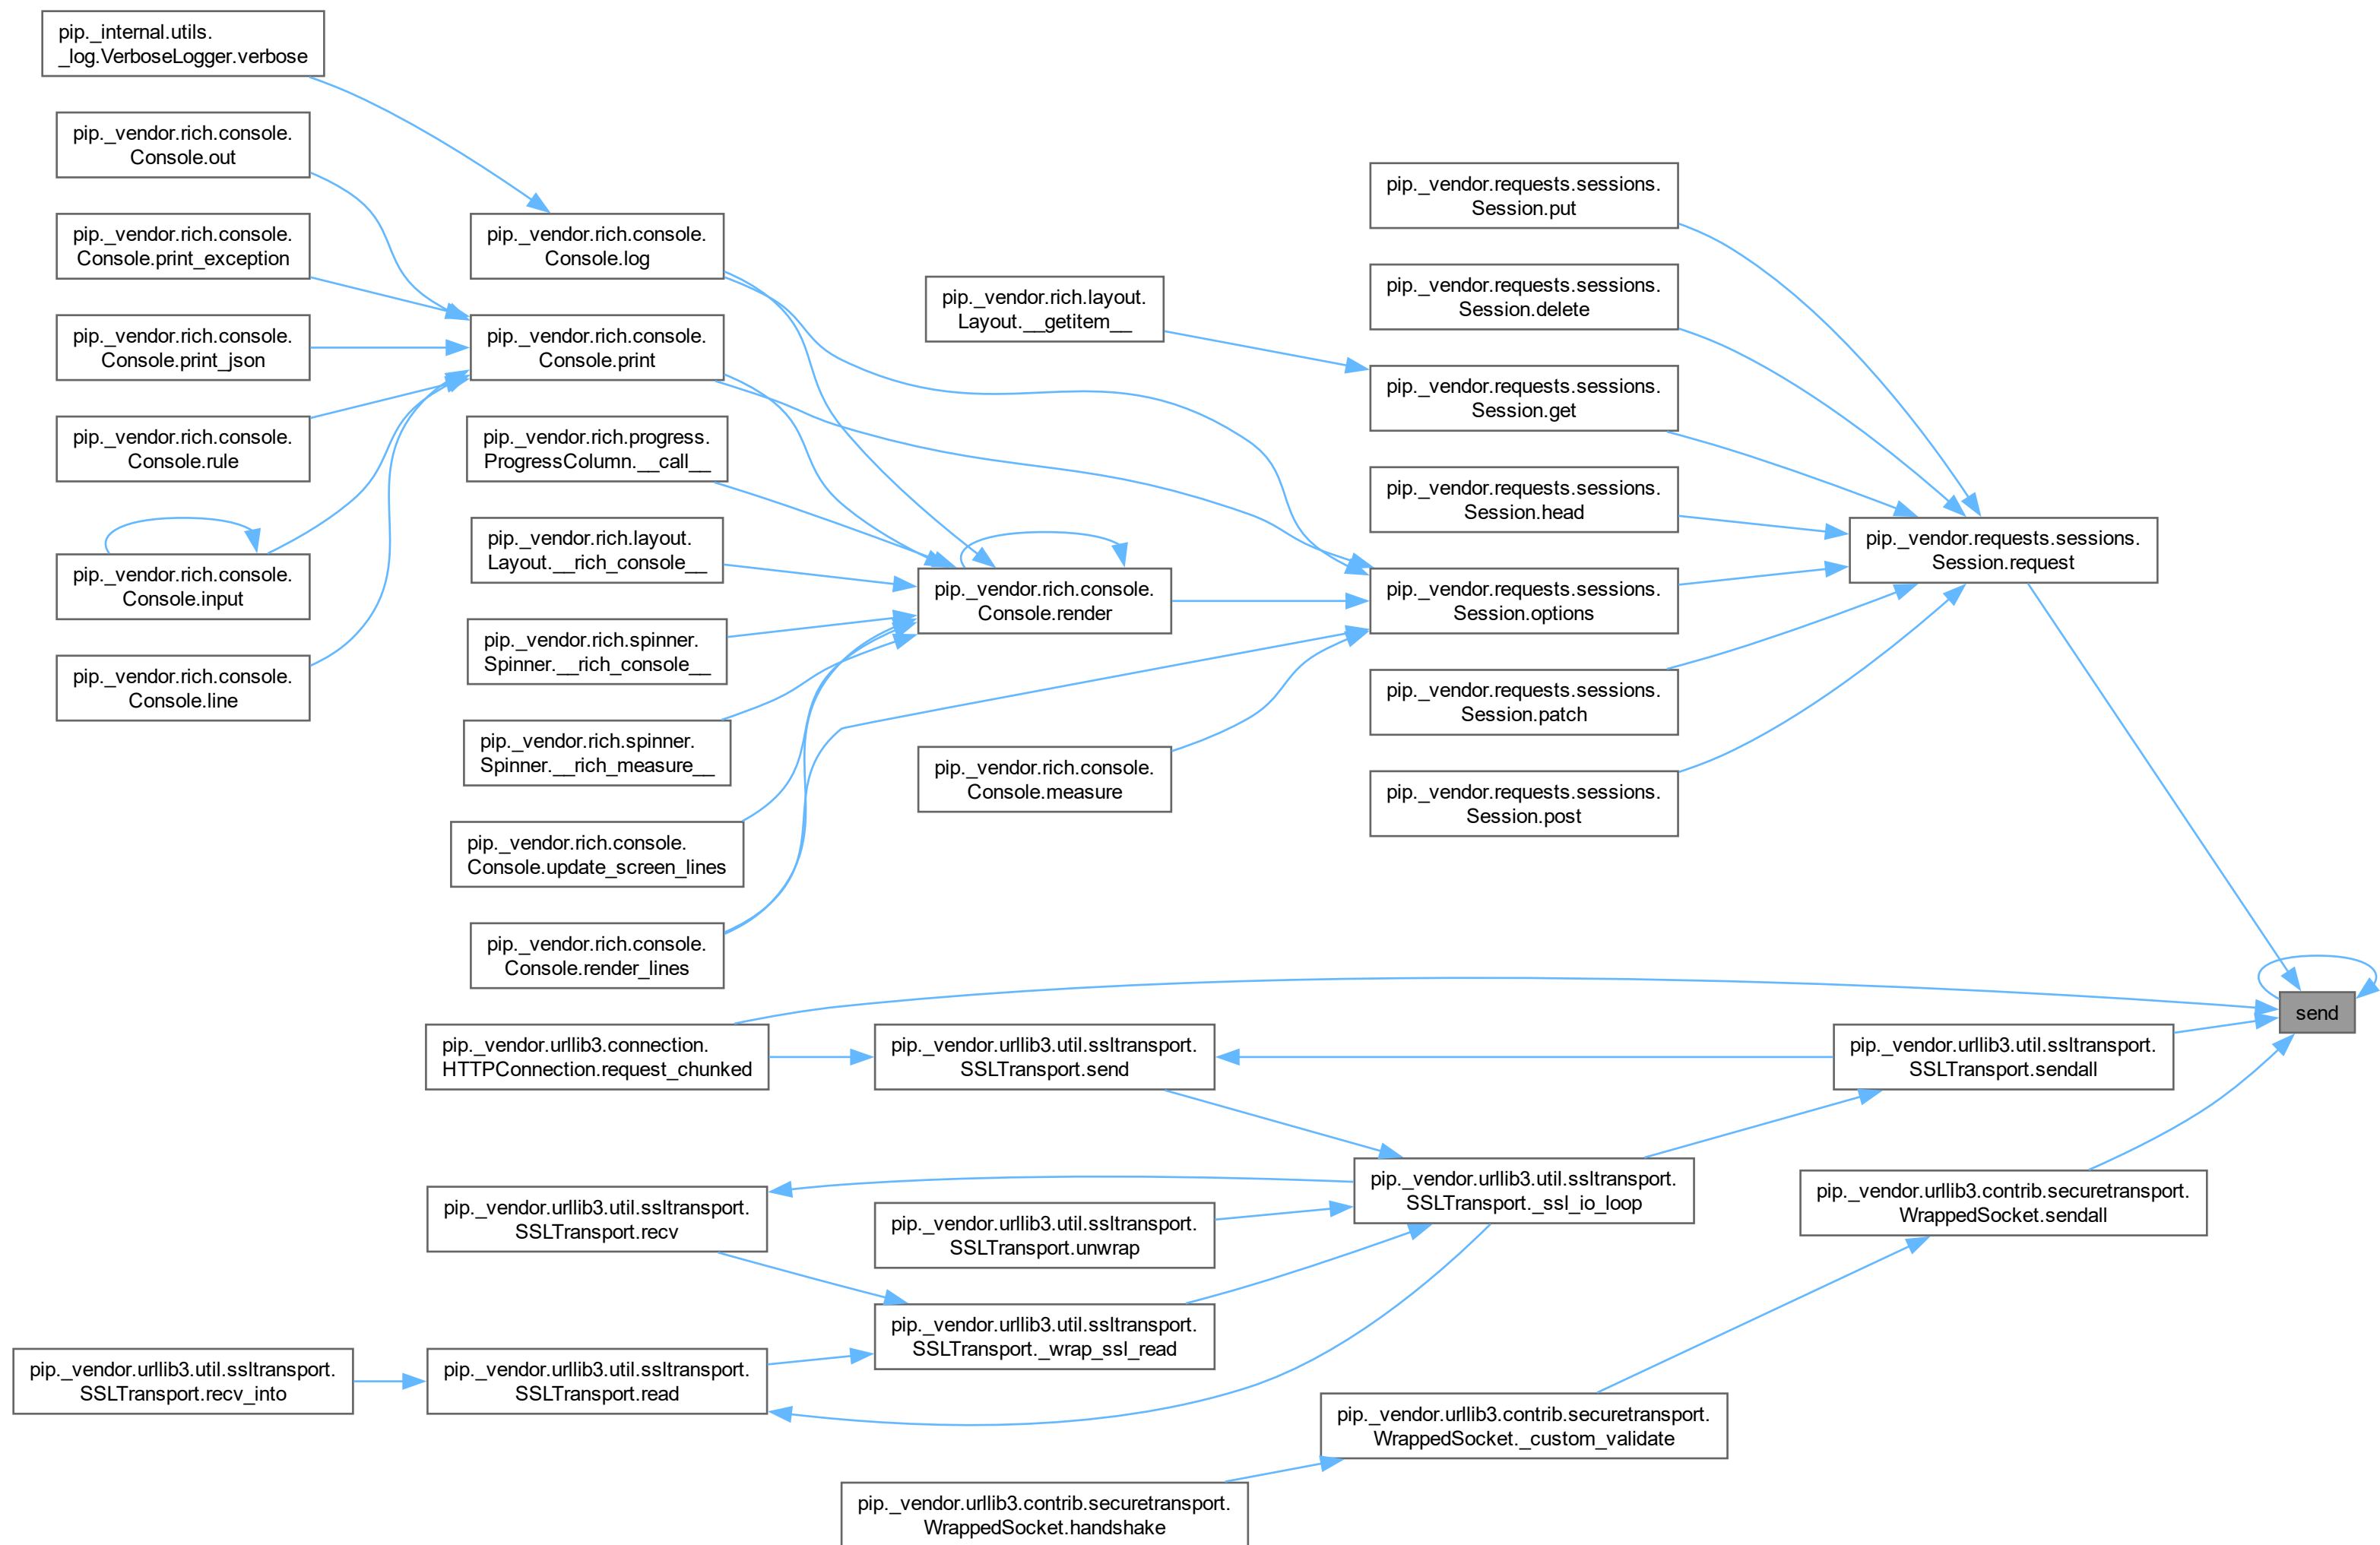 pip._internal.utils.
_log.VerboseLogger.verbose
pip._vendor.rich.console.
Console.out
pip._vendor.rich.console.
Console.print_exception
pip._vendor.rich.console.
Console.print_json
pip._vendor.rich.console.
Console.rule
pip._vendor.rich.console.
Console.input
pip._vendor.rich.console.
Console.line
pip._vendor.rich.console.
Console.log
pip._vendor.rich.console.
Console.print
pip._vendor.rich.progress.
ProgressColumn.__call__
pip._vendor.rich.layout.
Layout.__rich_console__
pip._vendor.rich.spinner.
Spinner.__rich_console__
pip._vendor.rich.spinner.
Spinner.__rich_measure__
pip._vendor.rich.console.
Console.update_screen_lines
pip._vendor.rich.console.
Console.render_lines
pip._vendor.rich.layout.
Layout.__getitem__
pip._vendor.rich.console.
Console.render
pip._vendor.rich.console.
Console.measure
pip._vendor.requests.sessions.
Session.put
pip._vendor.requests.sessions.
Session.delete
pip._vendor.requests.sessions.
Session.get
pip._vendor.requests.sessions.
Session.head
pip._vendor.requests.sessions.
Session.options
pip._vendor.requests.sessions.
Session.patch
pip._vendor.requests.sessions.
Session.post
pip._vendor.requests.sessions.
Session.request
send
pip._vendor.urllib3.connection.
HTTPConnection.request_chunked
pip._vendor.urllib3.util.ssltransport.
SSLTransport.send
pip._vendor.urllib3.util.ssltransport.
SSLTransport.sendall
pip._vendor.urllib3.util.ssltransport.
SSLTransport.recv
pip._vendor.urllib3.util.ssltransport.
SSLTransport.unwrap
pip._vendor.urllib3.util.ssltransport.
SSLTransport._ssl_io_loop
pip._vendor.urllib3.contrib.securetransport.
WrappedSocket.sendall
pip._vendor.urllib3.util.ssltransport.
SSLTransport._wrap_ssl_read
pip._vendor.urllib3.util.ssltransport.
SSLTransport.recv_into
pip._vendor.urllib3.util.ssltransport.
SSLTransport.read
pip._vendor.urllib3.contrib.securetransport.
WrappedSocket._custom_validate
pip._vendor.urllib3.contrib.securetransport.
WrappedSocket.handshake